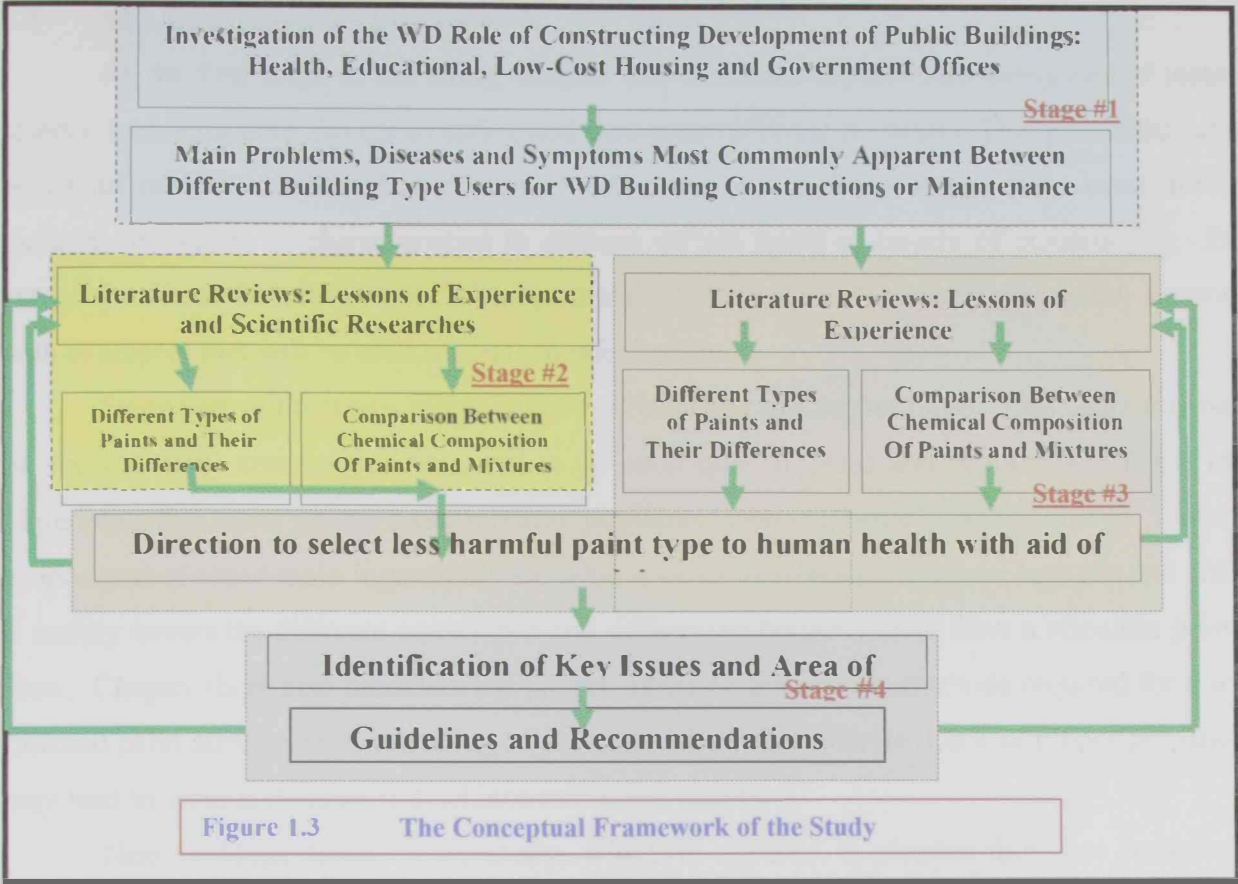 Investigation of the WD Role of Constructing Development of Public Buildings:
Health, Educational, Low-Cost Housing and Government Offices
Stage #1
Main Problems, Diseases and Symptoms Most Commonly Apparent Between
Different Building Type Users for WD Building Constructions or Maintenance
Literature Reviews: Lessons of Experience
and Scientific Researches
Stage #2
Different Types of
Paints and Their
Differences
Comparison Between
Chemical Composition
Of Paints and Mixtures
Literature Reviews: Lessons of
Experience
Different Types
of Paints and
Their Differences
Comparison Between
Chemical Composition
Of Paints and Mixtures
Stage #3
Direction to select less harmful paint type to human health with aid of
Identification of Key Issues and Area of
Stage #4
Guidelines and Recommendations
Figure 1.3 The Conceptual Framework of the Study